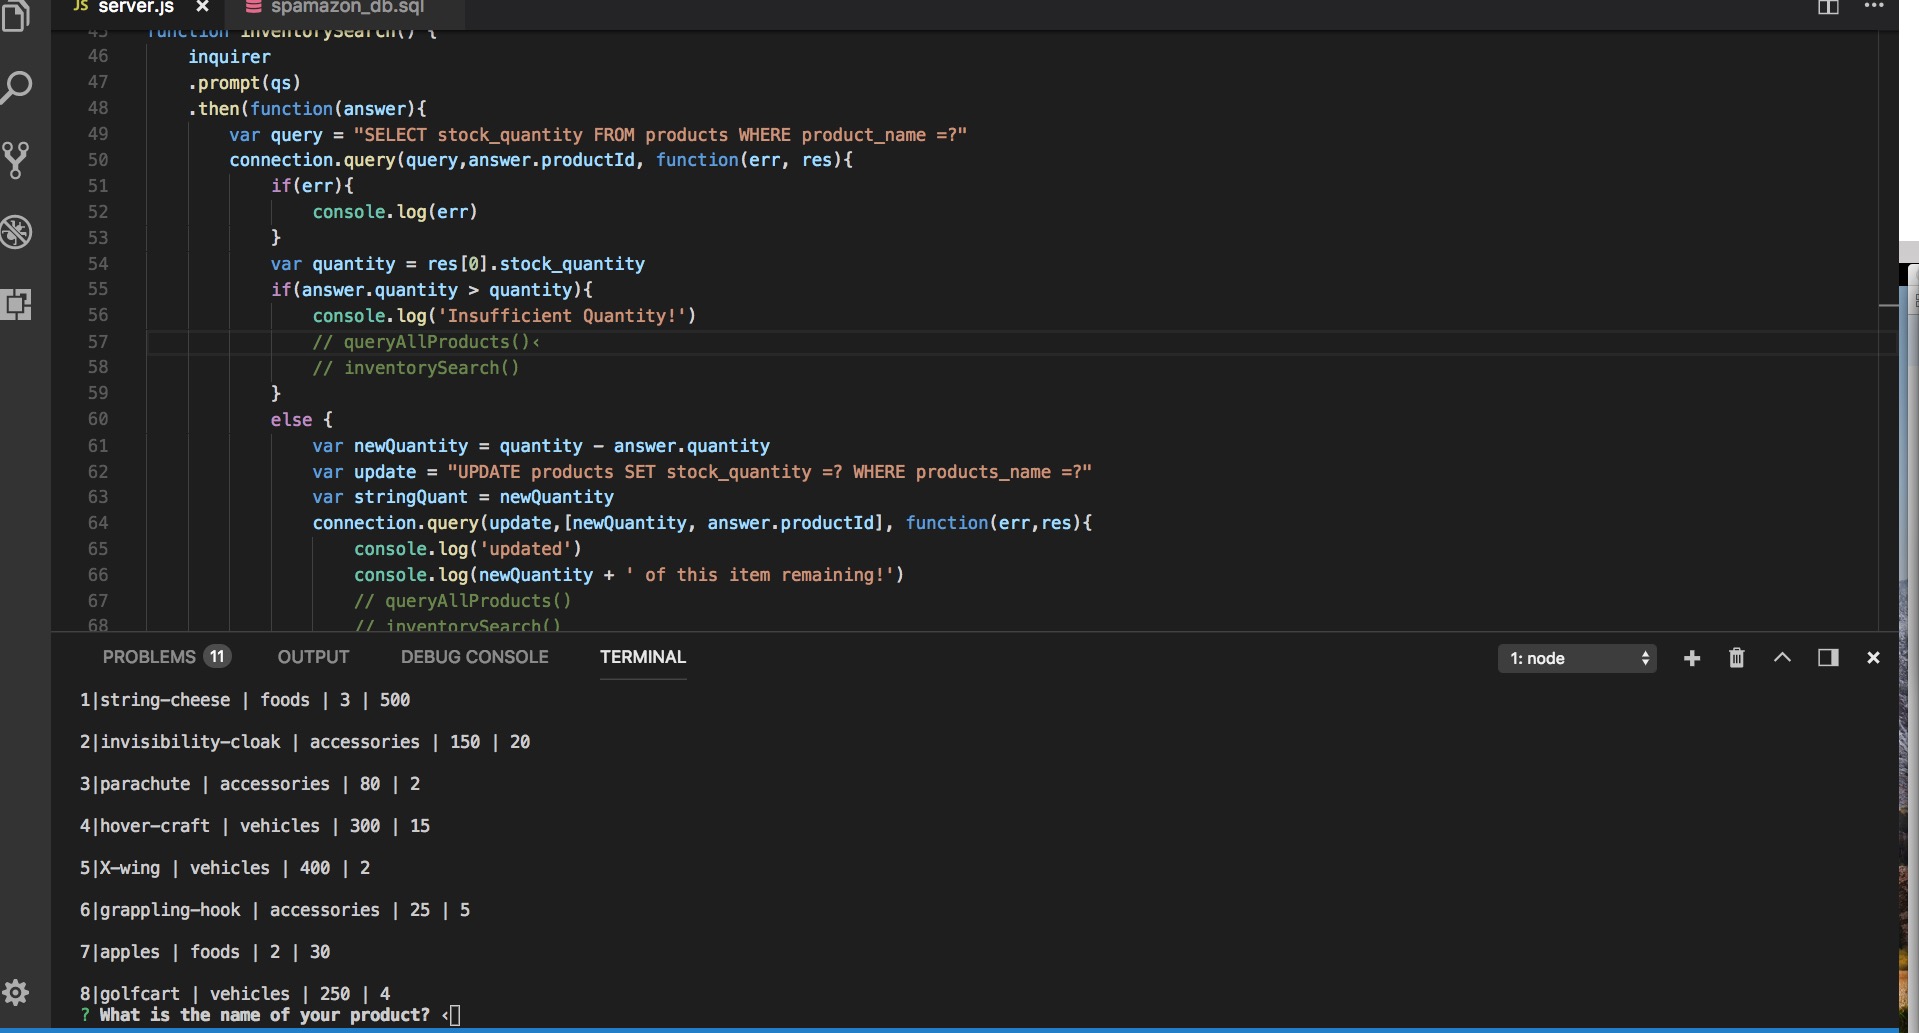 JS server.js ×
spamazon_db.sql
45 function inventorySearch() {
46 inquirer
47 .prompt(qs)
48 .then(function(answer){
49 var query = "SELECT stock_quantity FROM products WHERE product_name =?"
50 connection.query(query,answer.productId, function(err, res){
51 if(err){
52 console.log(err)
53 }
54 var quantity = res[0].stock_quantity
55 if(answer.quantity > quantity){
56 console.log('Insufficient Quantity!')
57 // queryAllProducts()‹
58 // inventorySearch()
59 }
60 else {
61 var newQuantity = quantity - answer.quantity
62 var update = "UPDATE products SET stock_quantity =? WHERE products_name =?"
63 var stringQuant = newQuantity
64 connection.query(update,[newQuantity, answer.productId], function(err,res){
65 console.log('updated')
66 console.log(newQuantity + ' of this item remaining!')
67 // queryAllProducts()
68 // inventorySearch()
PROBLEMS 11 OUTPUT DEBUG CONSOLE TERMINAL 1: node
1|string-cheese | foods | 3 | 500
2|invisibility-cloak | accessories | 150 | 20
3|parachute | accessories | 80 | 2
4|hover-craft | vehicles | 300 | 15
5|X-wing | vehicles | 400 | 2
6|grappling-hook | accessories | 25 | 5
7|apples | foods | 2 | 30
8|golfcart | vehicles | 250 | 4
? What is the name of your product? ‹